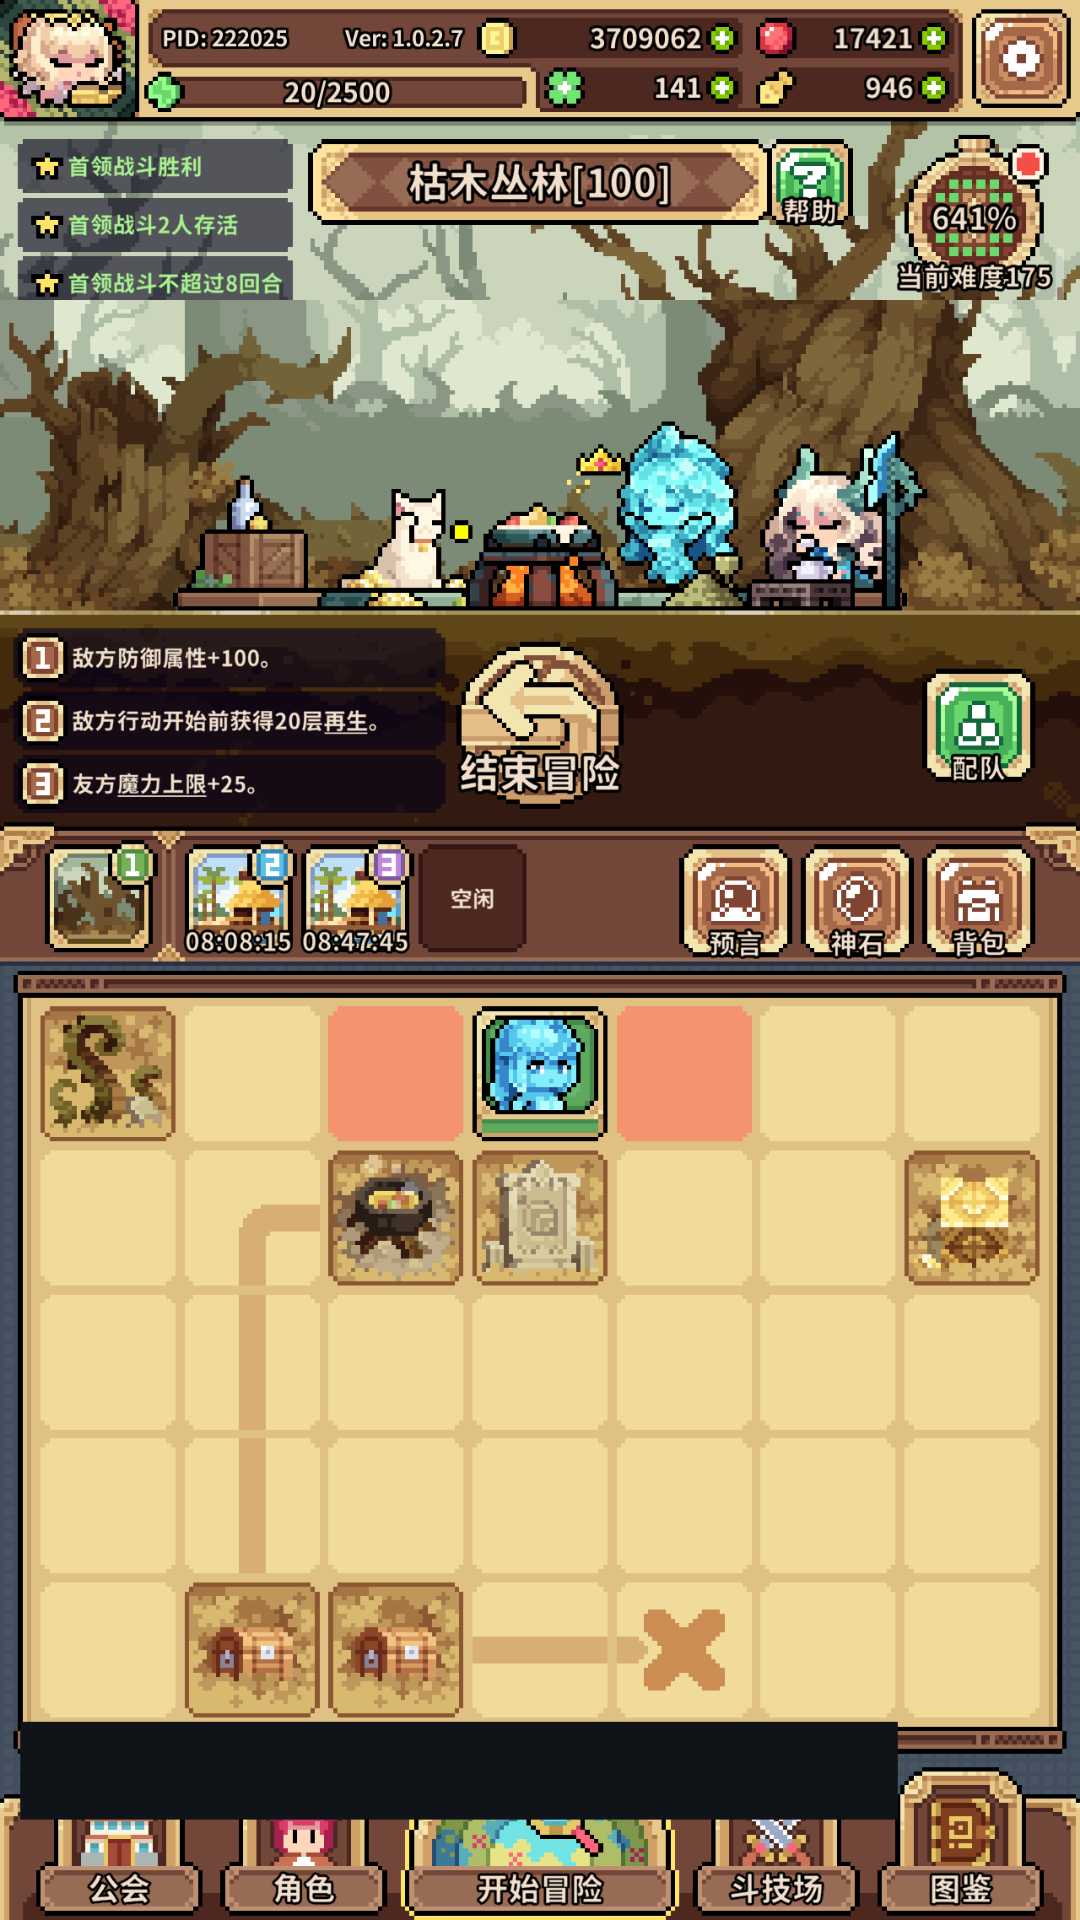 PID: 222025
Ver: 1.0.2.7
3709062
17421
20/2500
141
946
首领战斗胜利
首领战斗2人存活
首领战斗不超过8回合
枯木丛林[100]
帮助
641%
当前难度175
1 敌方防御属性+100。
2 敌方行动开始前获得20层再生。
3 友方魔力上限+25。
结束冒险
配队
1
2
3
08:08:15
08:47:45
空闲
预言
神石
背包
公会
角色
开始冒险
斗技场
图鉴